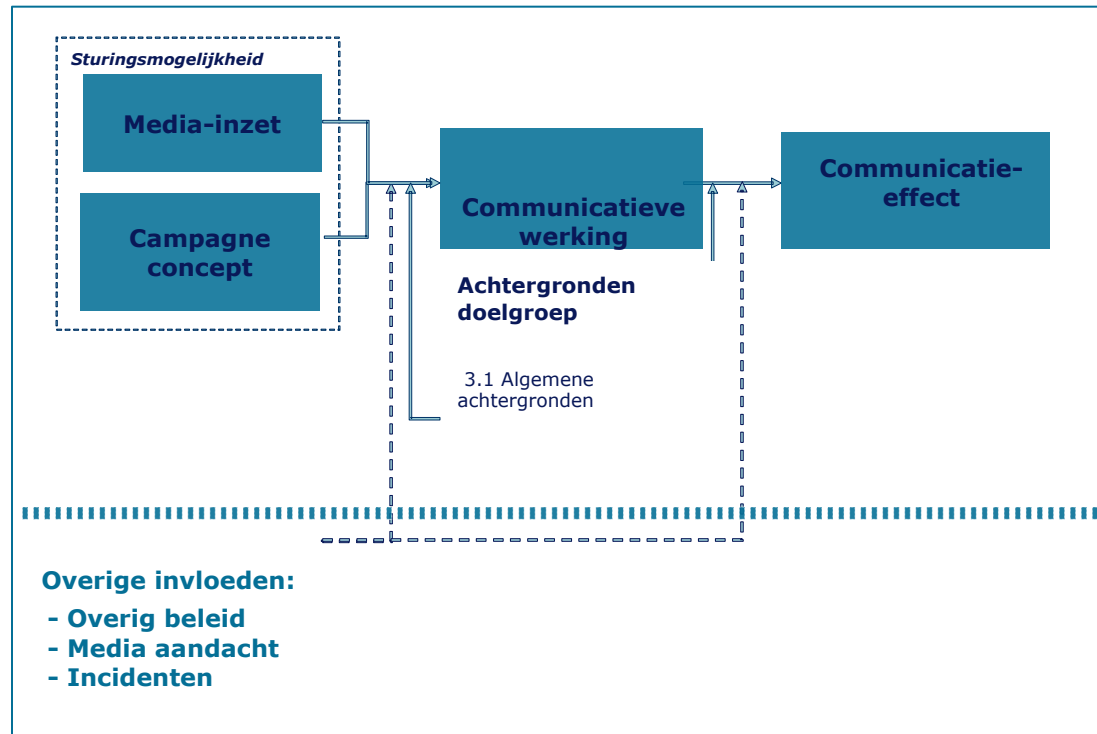 Sturingsmogelijkheid
Media-inzet
Campagne
concept
Communicatieve
werking
Communicatie-
effect
Achtergronden
doelgroep
3.1 Algemene
achtergronden
Overige invloeden:
- Overig beleid
- Media aandacht
- Incidenten